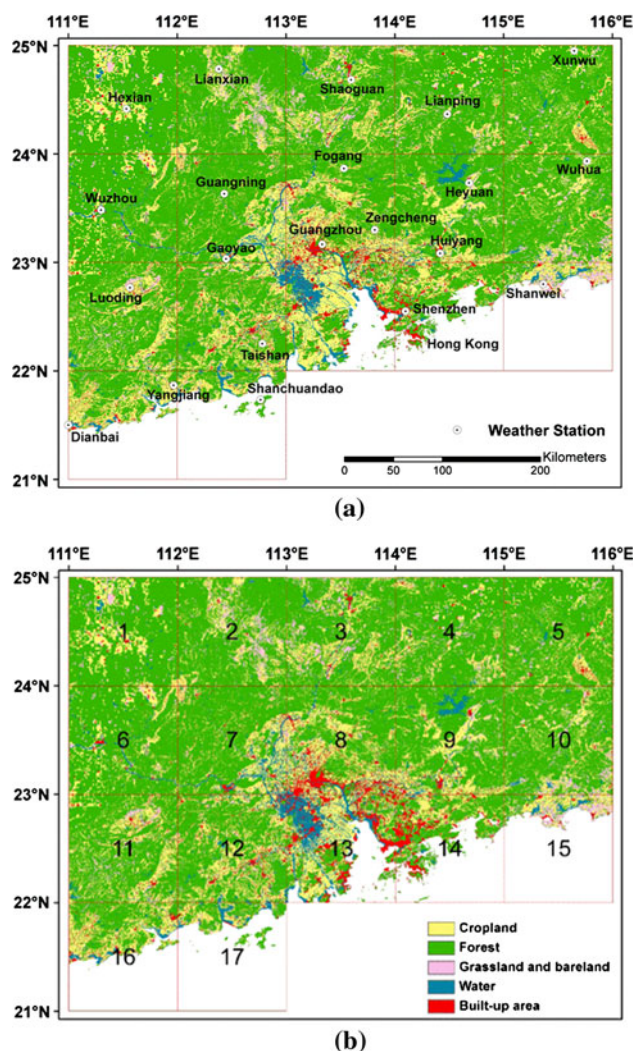 111°E 112°E 113°E 114°E 115°E 116°E
25°N
Xunwu
Lianxian
Shaoguan
Hexian
Lianping
24°N
Fogang
Wuhua
Guangning
Heyuan
Wuzhou
Zengcheng
Guangzhou
Huiyang
23°N
Gaoyao
Luoding
Shanwei
Shenzhen
Hong Kong
Taishan
22°N
Yangjiang
Shanchuandao
Dianbai
Weather Station
Kilometers
0 50 100 200
21°N
(a)
111°E 112°E 113°E 114°E 115°E 116°E
25°N
1 2 3 4 5
24°N
6 7 8 9 10
23°N
11 12 13 14 15
22°N
Cropland
Forest
16 17
Grassland and bareland
Water
Built-up area
21°N
(b)